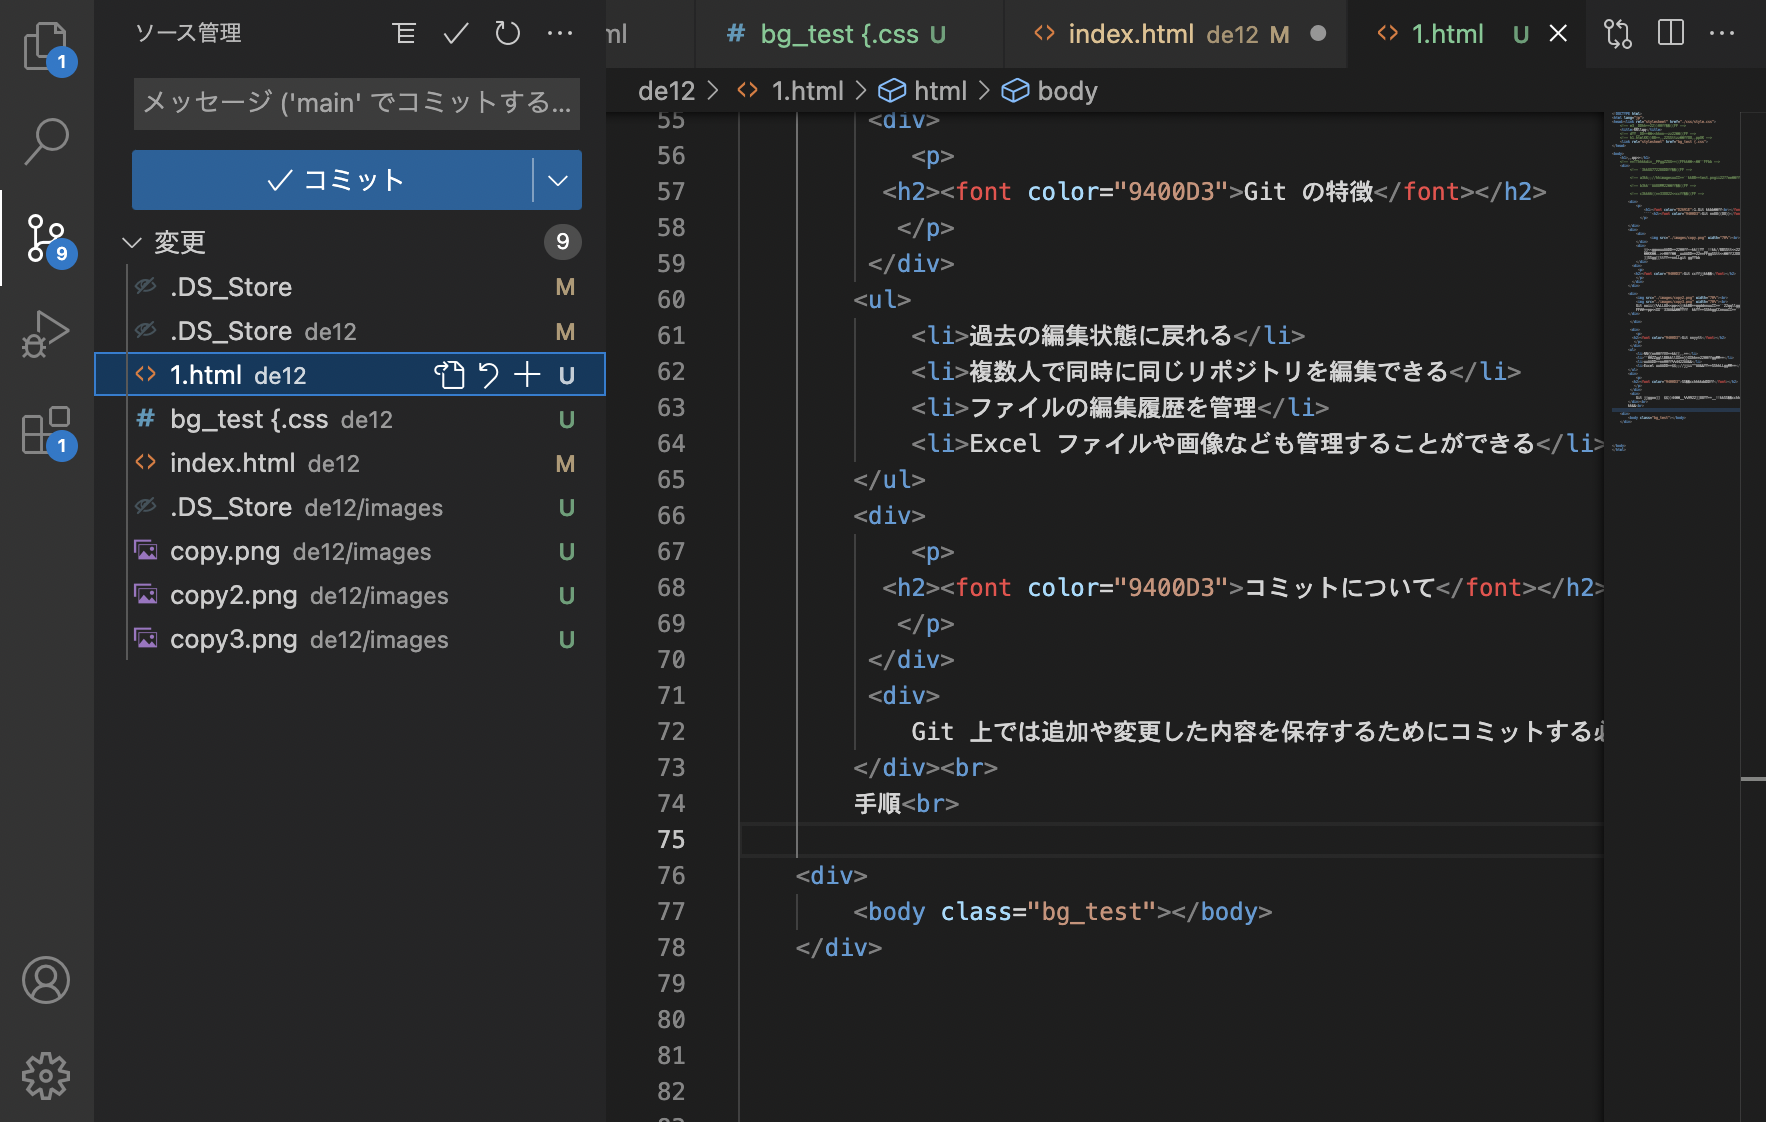 ソース管理
メッセージ ('main' でコミットする...
コミット
変更 9
.DS_Store M
.DS_Store de12 M
1.html de12 U
bg_test {.css de12 U
index.html de12 M
.DS_Store de12/images U
copy.png de12/images U
copy2.png de12/images U
copy3.png de12/images U
1
9
1
ml
# bg_test {.css U
index.html de12 M
1.html U
de12 > 1.html > html > body
55 <div>
56 <p>
57 <h2><font color="9400D3">Git の特徴</font></h2>
58 </p>
59 </div>
60 <ul>
61 <li>過去の編集状態に戻れる</li>
62 <li>複数人で同時に同じリポジトリを編集できる</li>
63 <li>ファイルの編集履歴を管理</li>
64 <li>Excel ファイルや画像なども管理することができる</li>
65 </ul>
66 <div>
67 <p>
68 <h2><font color="9400D3">コミットについて</font></h2>
69 </p>
70 </div>
71 <div>
72 Git 上では追加や変更した内容を保存するためにコミットする必
73 </div><br>
74 手順<br>
75
76 <div>
77 <body class="bg_test"></body>
78 </div>
79
80
81
82